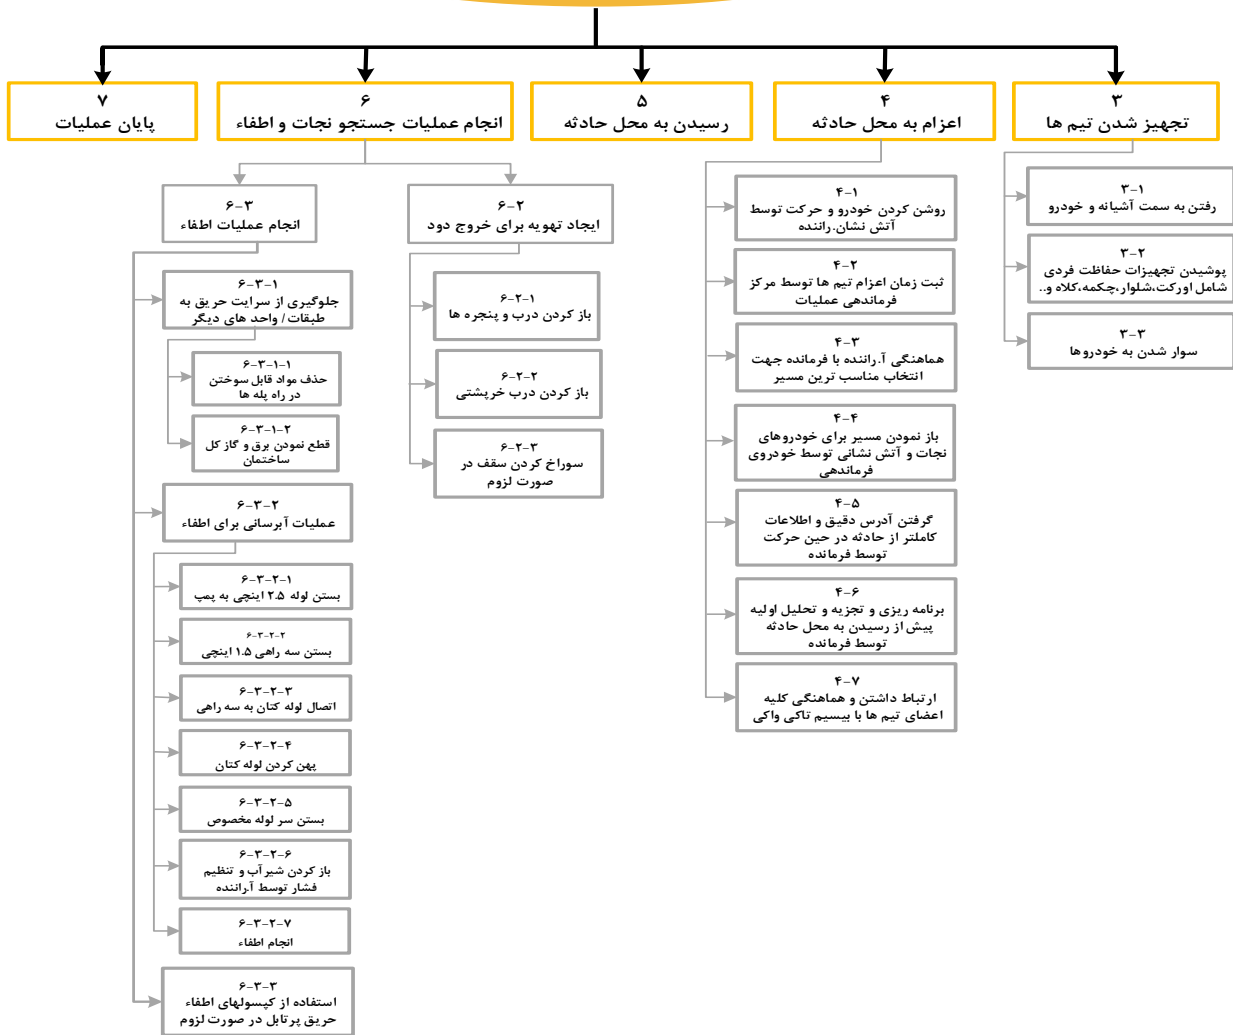 ۳
تجهیز شدن تیم ها
۳-۱
رفتن به سمت آشیانه و خودرو
۳-۲
پوشیدن تجهیزات حفاظت فردی
شامل اورکت،شلوار،چکمه،کلاه و..
۳-۳
سوار شدن به خودروها
۴
اعزام به محل حادثه
۴-۱
روشن کردن خودرو و حرکت توسط
آتش نشان.راننده
۴-۲
ثبت زمان اعزام تیم ها توسط مرکز
فرماندهی عملیات
۴-۳
هماهنگی آ.راننده با فرمانده جهت
انتخاب مناسب ترین مسیر
۴-۴
باز نمودن مسیر برای خودروهای
نجات و آتش نشانی توسط خودروی
فرماندهی
۴-۵
گرفتن آدرس دقیق و اطلاعات
کاملتر از حادثه در حین حرکت
توسط فرمانده
۴-۶
برنامه ریزی و تجزیه و تحلیل اولیه
پیش از رسیدن به محل حادثه
توسط فرمانده
۴-۷
ارتباط داشتن و هماهنگی کلیه
اعضای تیم ها با بیسیم تاکی واکی
۵
رسیدن به محل حادثه
۶
انجام عملیات جستجو نجات و اطفاء
۶-۲
ایجاد تهویه برای خروج دود
۶-۲-۱
باز کردن درب و پنجره ها
۶-۲-۲
باز کردن درب خرپشتی
۶-۲-۳
سوراخ کردن سقف در
صورت لزوم
۶-۳
انجام عملیات اطفاء
۶-۳-۱
جلوگیری از سرایت حریق به
طبقات / واحد های دیگر
۶-۳-۱-۱
حذف مواد قابل سوختن
در راه پله ها
۶-۳-۱-۲
قطع نمودن برق و گاز کل
ساختمان
۶-۳-۲
عملیات آبرسانی برای اطفاء
۶-۳-۲-۱
بستن لوله ۲.۵ اینچی به پمپ
۶-۳-۲-۲
بستن سه راهی ۱.۵ اینچی
۶-۳-۲-۳
اتصال لوله کتان به سه راهی
۶-۳-۲-۴
پهن کردن لوله کتان
۶-۳-۲-۵
بستن سر لوله مخصوص
۶-۳-۲-۶
باز کردن شیرآب و تنظیم
فشار توسط آ.راننده
۶-۳-۲-۷
انجام اطفاء
۶-۳-۳
استفاده از کپسولهای اطفاء
حریق پرتابل در صورت لزوم
۷
پایان عملیات